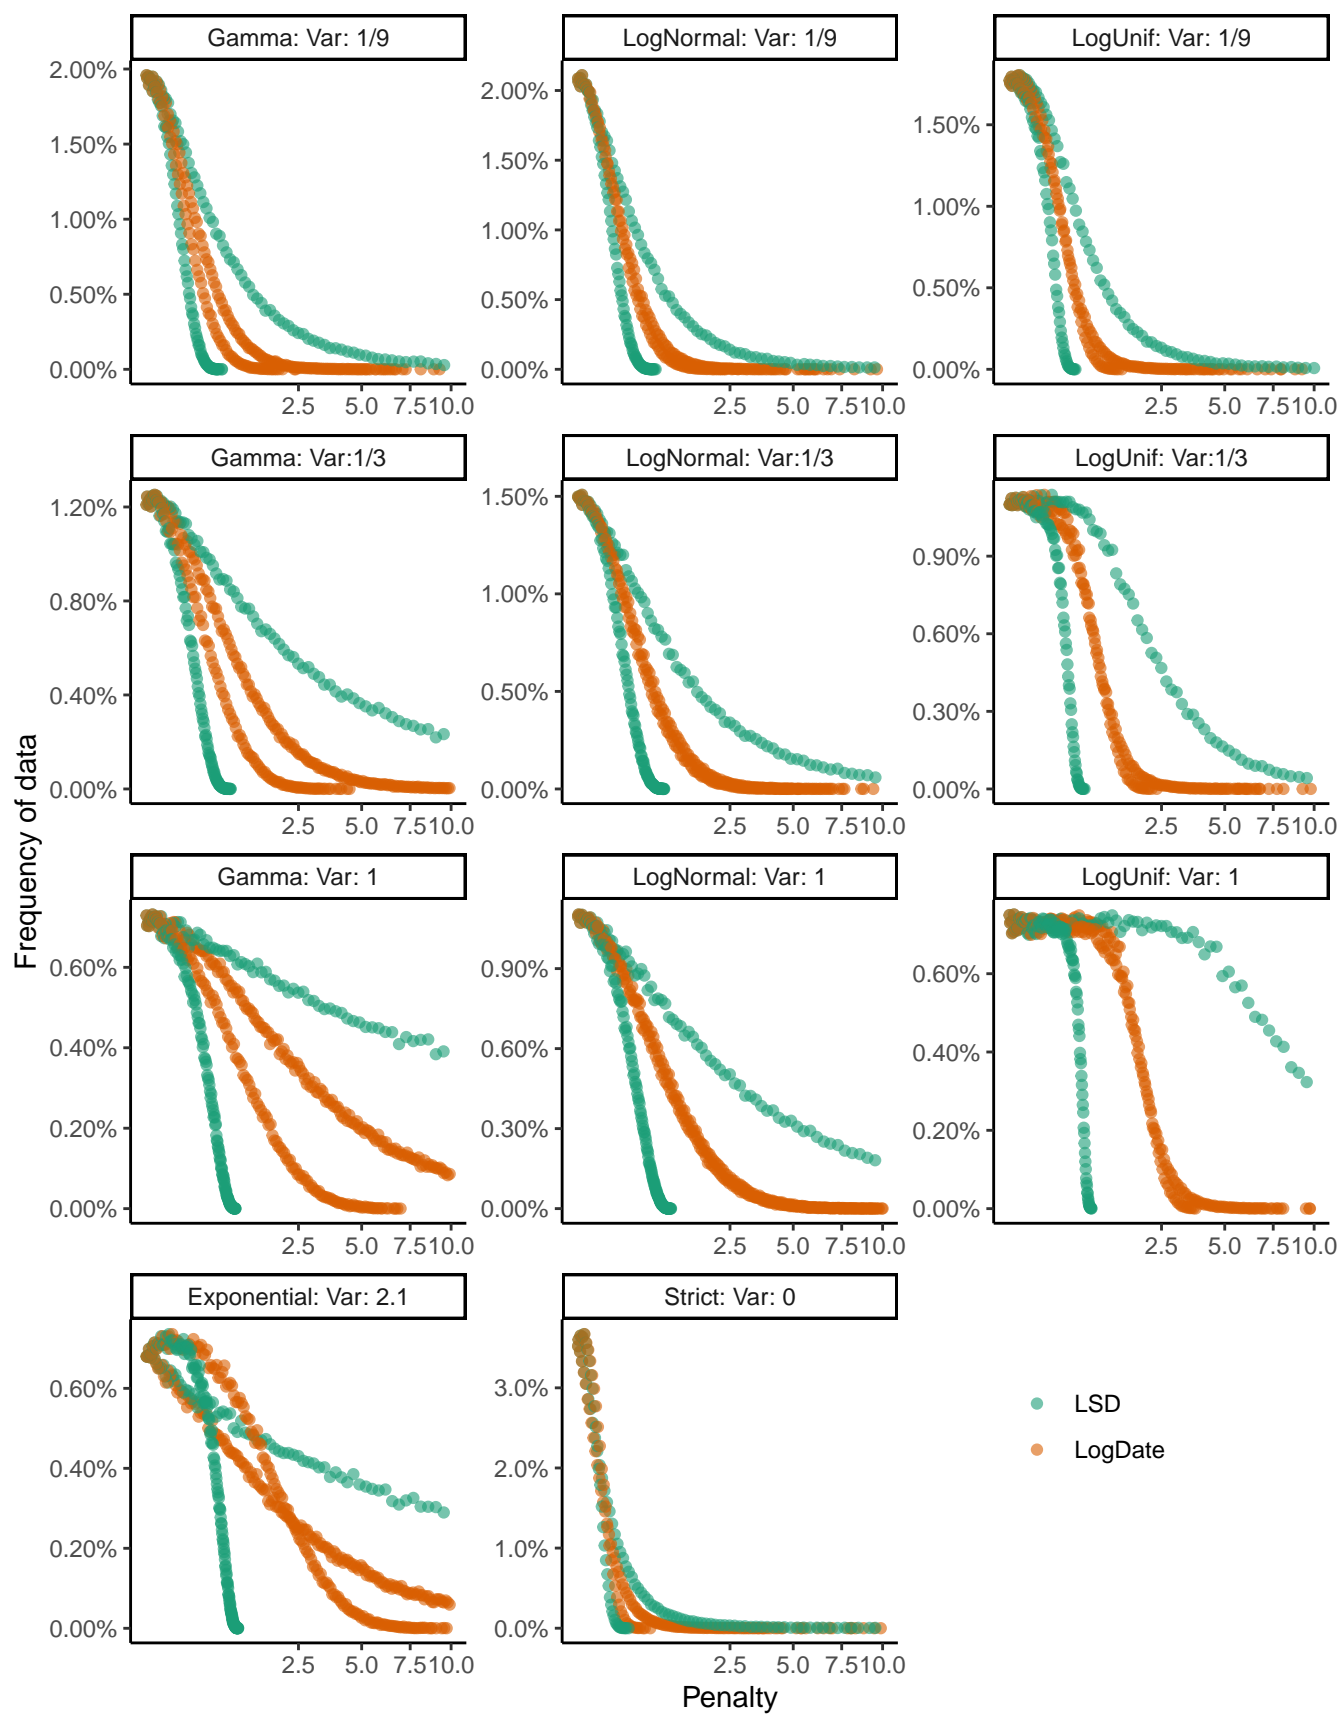 Gamma: Var: 1/9
LogNormal: Var: 1/9
LogUnif: Var: 1/9
2.00%
1.50%
1.00%
0.50%
0.00%
2.5 5.0 7.510.0
2.00%
1.50%
1.00%
0.50%
0.00%
2.5 5.0 7.510.0
1.50%
1.00%
0.50%
0.00%
2.5 5.0 7.510.0
Gamma: Var:1/3
LogNormal: Var:1/3
LogUnif: Var:1/3
1.20%
0.80%
0.40%
0.00%
2.5 5.0 7.510.0
1.50%
1.00%
0.50%
0.00%
2.5 5.0 7.510.0
0.90%
0.60%
0.30%
0.00%
2.5 5.0 7.510.0
Frequency of data
Gamma: Var: 1
LogNormal: Var: 1
LogUnif: Var: 1
0.60%
0.40%
0.20%
0.00%
2.5 5.0 7.510.0
0.90%
0.60%
0.30%
0.00%
2.5 5.0 7.510.0
0.60%
0.40%
0.20%
0.00%
2.5 5.0 7.510.0
Exponential: Var: 2.1
Strict: Var: 0
0.60%
0.40%
0.20%
0.00%
2.5 5.0 7.510.0
3.0%
2.0%
1.0%
0.0%
2.5 5.0 7.510.0
LSD
LogDate
Penalty